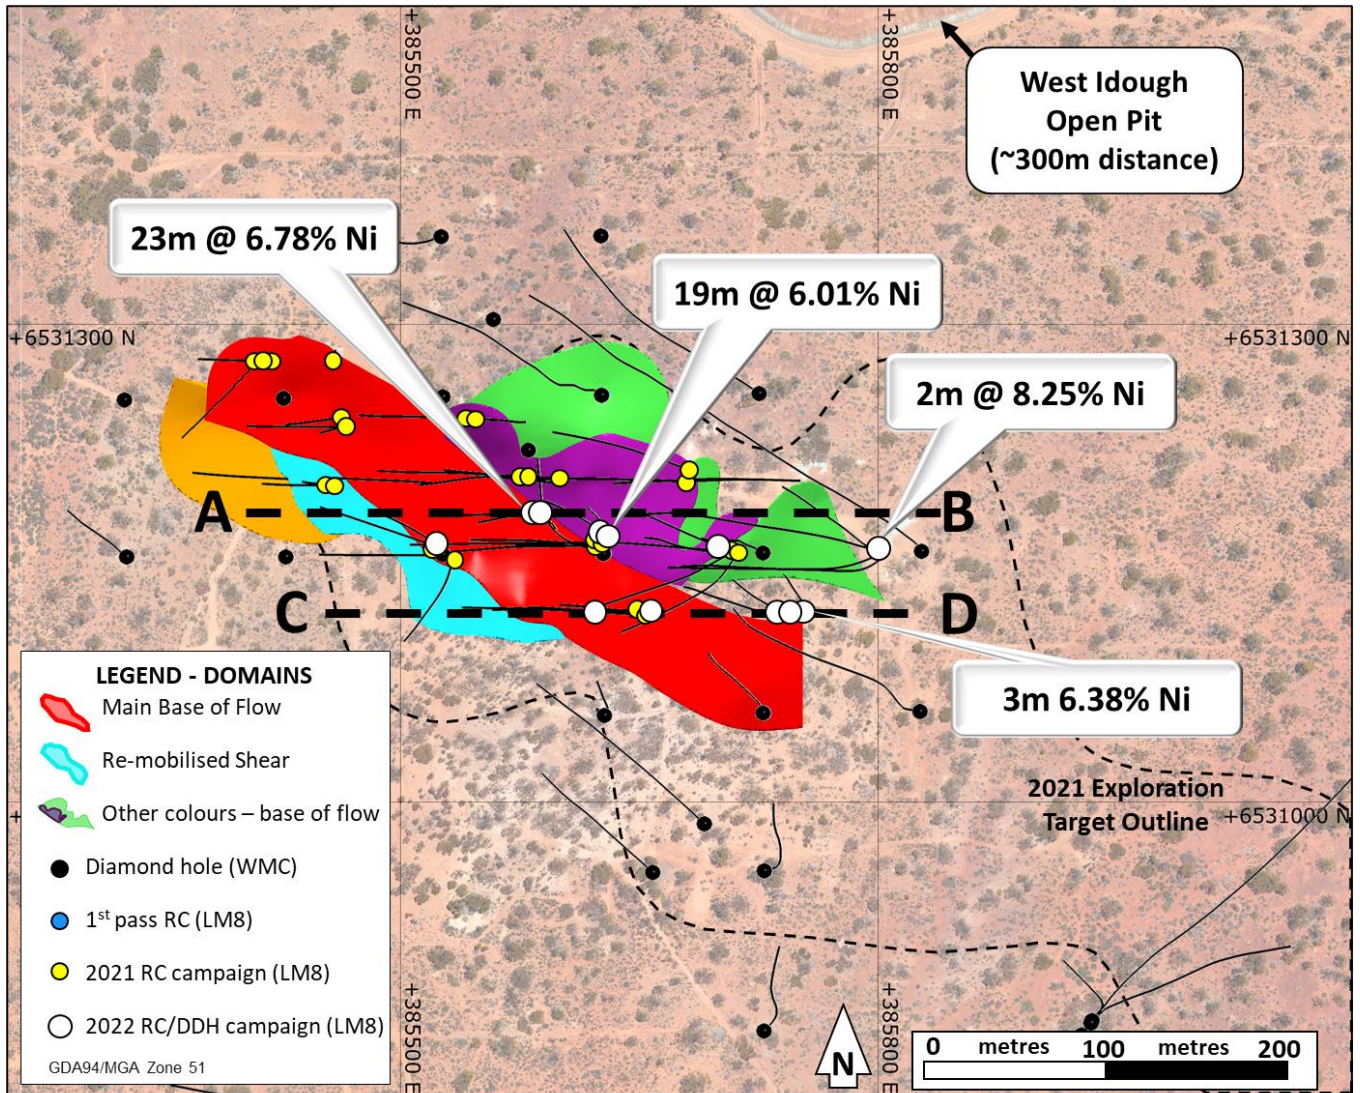 +385500 E
+385800 E
West Idough
Open Pit
(~300m distance)
23m @ 6.78% Ni
19m @ 6.01% Ni
+6531300 N
+6531300 N
2m @ 8.25% Ni
A
B
C
D
3m 6.38% Ni
LEGEND - DOMAINS
Main Base of Flow
Re-mobilised Shear
Other colours – base of flow
Diamond hole (WMC)
1st pass RC (LM8)
2021 RC campaign (LM8)
2022 RC/DDH campaign (LM8)
GDA94/MGA Zone 51
+
2021 Exploration
Target Outline
+6531000 N
+385500 E
+385800 E
N
0 metres 100 metres 200